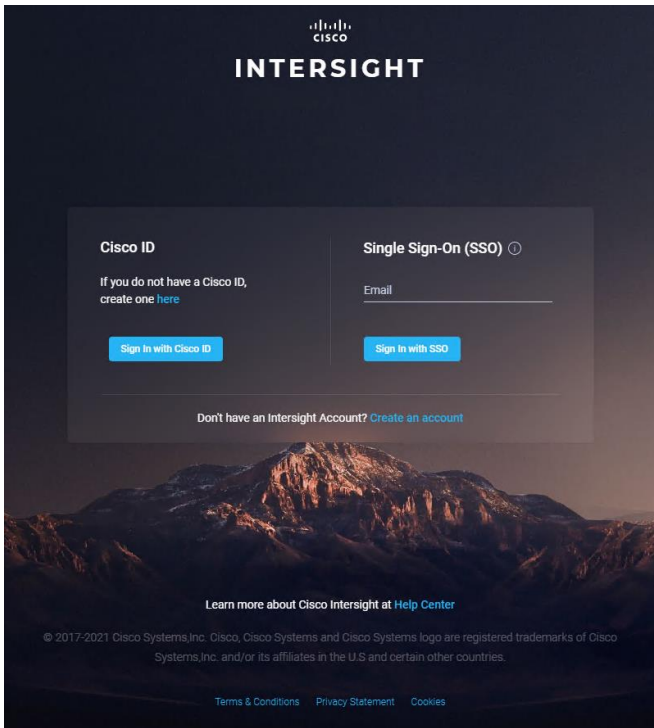 CISCO
INTERSIGHT
Cisco ID
If you do not have a Cisco ID,
create one here
Sign In with Cisco ID
Single Sign-On (SSO)
Email
Sign In with SSO
Don't have an Intersight Account? Create an account
Learn more about Cisco Intersight at Help Center
© 2017-2021 Cisco Systems,Inc. Cisco, Cisco Systems and Cisco Systems logo are registered trademarks of Cisco
Systems,Inc. and/or its affiliates in the U.S and certain other countries.
Terms & Conditions Privacy Statement Cookies